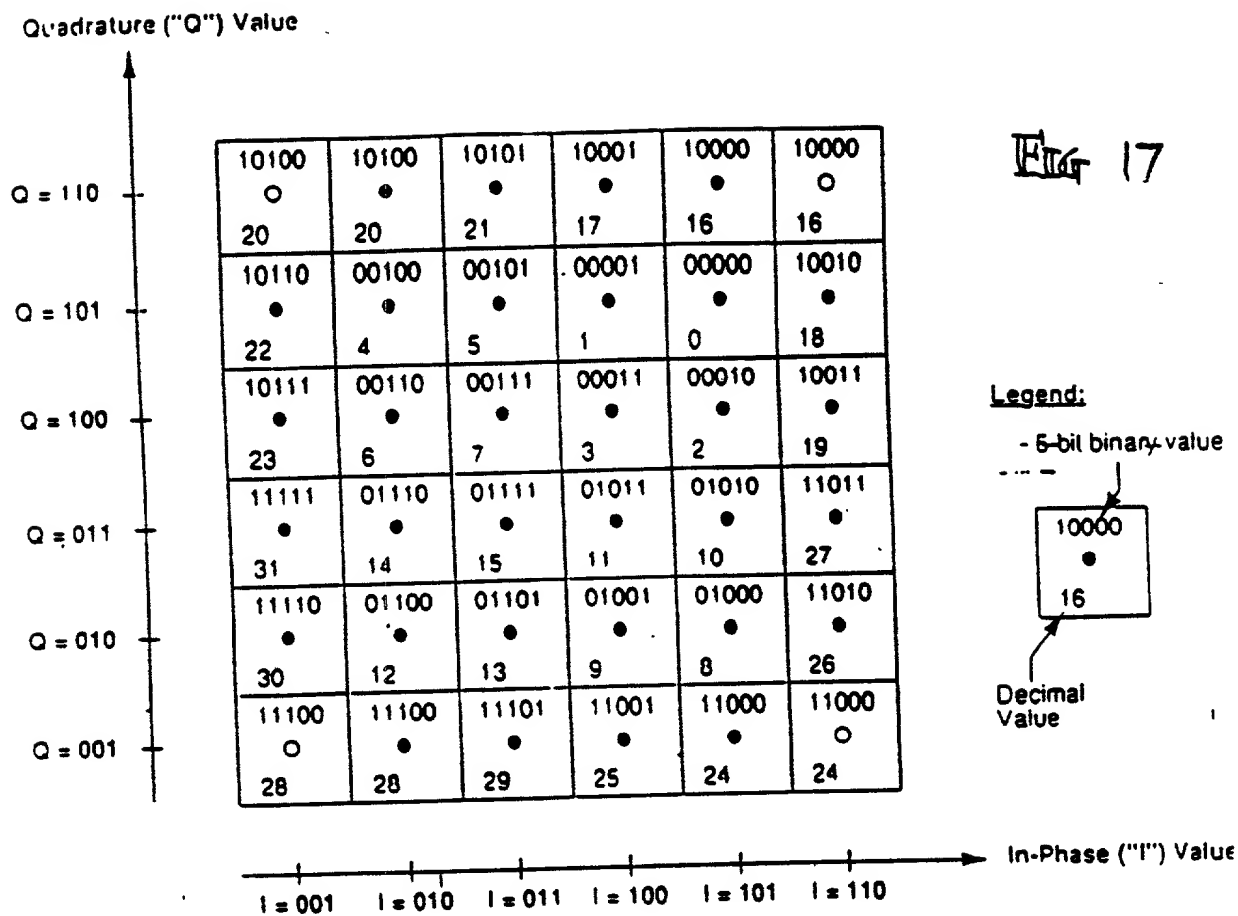 Quadrature ("Q") Value
FIG 17
10100 10100 10101 10001 10000 10000
Q = 110
20 20 21 17 16 16
10110 00100 00101 00001 00000 10010
Q = 101
22 4 5 1 0 18
10111 00110 00111 00011 00010 10011
Q = 100
23 6 7 3 2 19
11111 01110 01111 01011 01010 11011
Q = 011
31 14 15 11 10 27
11110 01100 01101 01001 01000 11010
Q = 010
30 12 13 9 8 26
11100 11100 11101 11001 11000 11000
Q = 001
28 28 29 25 24 24
Legend:
- 5-bit binary value
10000
16
Decimal
Value
In-Phase ("I") Value
I = 001 I = 010 I = 011 I = 100 I = 101 I = 110